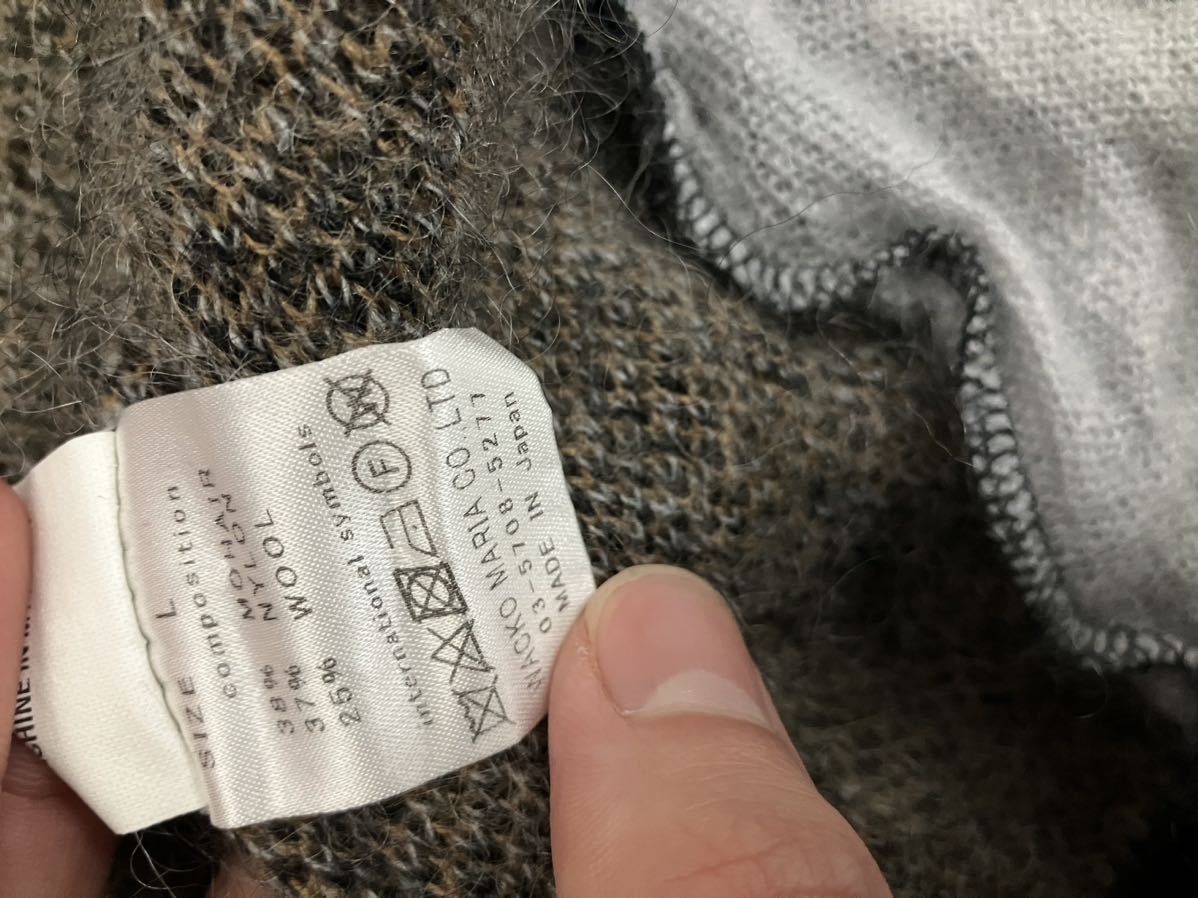 SIZE L
composition
38% MOHAIR
37% NYLON
25% WOOL
international symbols
F
W
NAOKO MARIA CO. LTD
03-5708-5277
MADE IN Japan